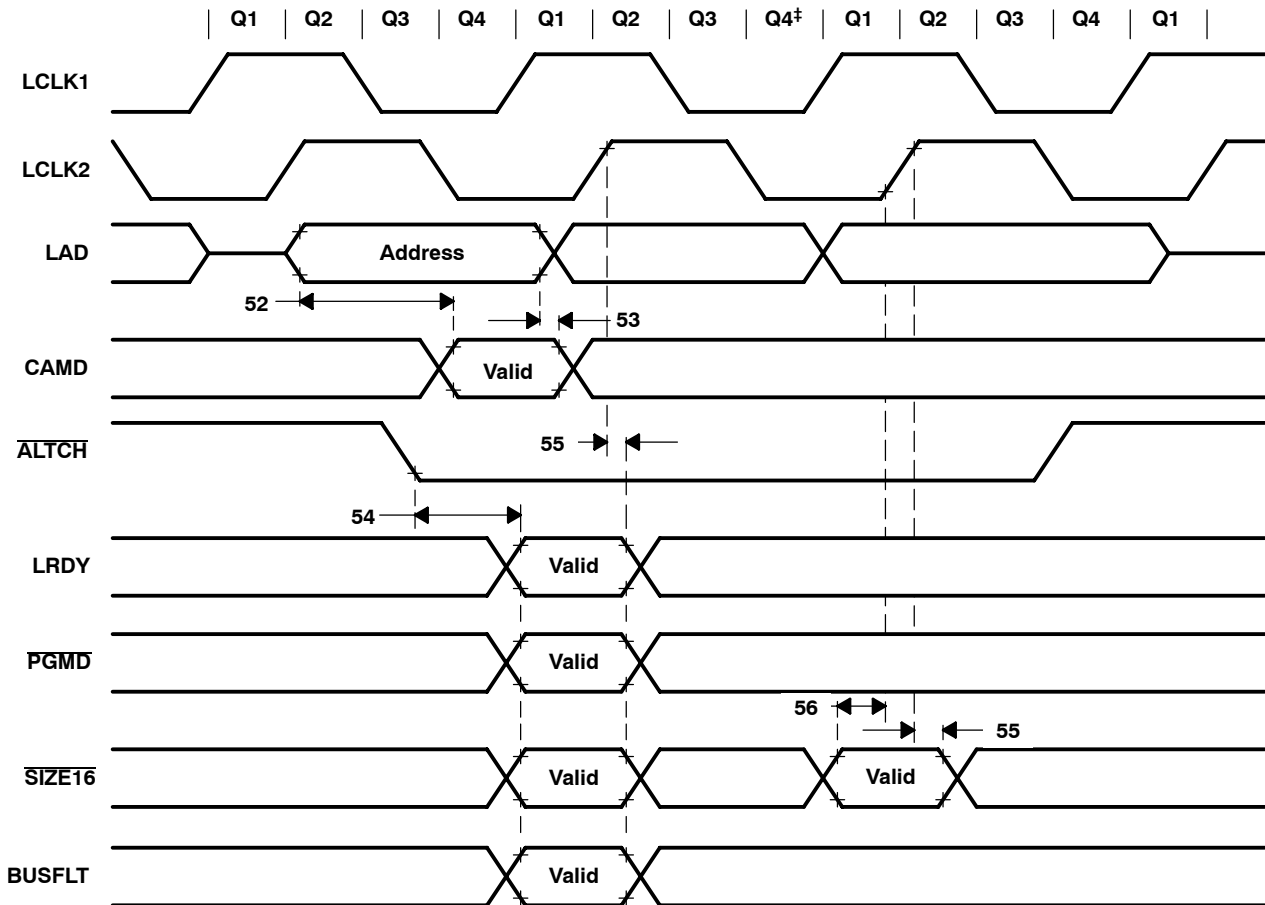 Q1 Q2 Q3 Q4 Q1 Q2 Q3 Q4‡ Q1 Q2 Q3 Q4 Q1
LCLK1
LCLK2
LAD Address
52 53
CAMD Valid
ALTCH 55
54
LRDY Valid
PGMD Valid
56
55
SIZE16 Valid Valid
BUSFLT Valid